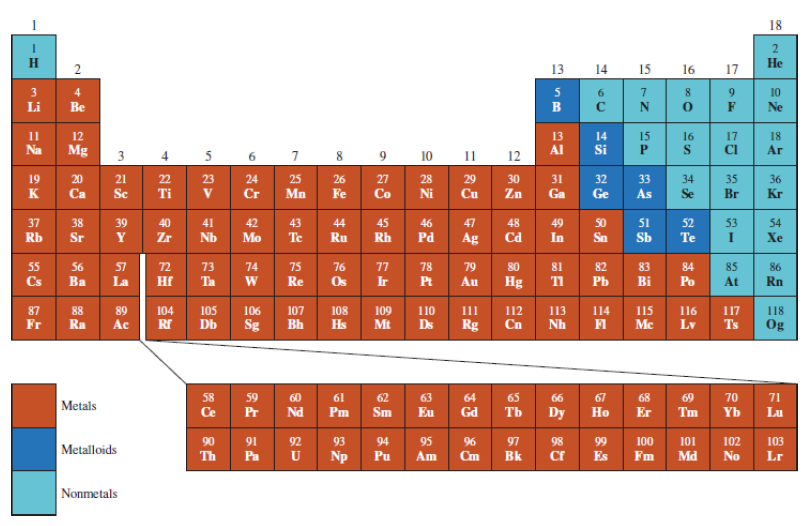 1 18
1 2
H 2 13 14 15 16 17 He
3 4 5 6 7 8 9 10
Li Be B C N O F Ne
11 12 13 14 15 16 17 18
Na Mg 3 4 5 6 7 8 9 10 11 12 Al Si P S Cl Ar
19 20 21 22 23 24 25 26 27 28 29 30 31 32 33 34 35 36
K Ca Sc Ti V Cr Mn Fe Co Ni Cu Zn Ga Ge As Se Br Kr
37 38 39 40 41 42 43 44 45 46 47 48 49 50 51 52 53 54
Rb Sr Y Zr Nb Mo Tc Ru Rh Pd Ag Cd In Sn Sb Te I Xe
55 56 57 72 73 74 75 76 77 78 79 80 81 82 83 84 85 86
Cs Ba La Hf Ta W Re Os Ir Pt Au Hg Tl Pb Bi Po At Rn
87 88 89 104 105 106 107 108 109 110 111 112 113 114 115 116 117 118
Fr Ra Ac Rf Db Sg Bh Hs Mt Ds Rg Cn Nh Fl Mc Lv Ts Og
58 59 60 61 62 63 64 65 66 67 68 69 70 71
Metals Ce Pr Nd Pm Sm Eu Gd Tb Dy Ho Er Tm Yb Lu
90 91 92 93 94 95 96 97 98 99 100 101 102 103
Metalloids Th Pa U Np Pu Am Cm Bk Cf Es Fm Md No Lr
Nonmetals